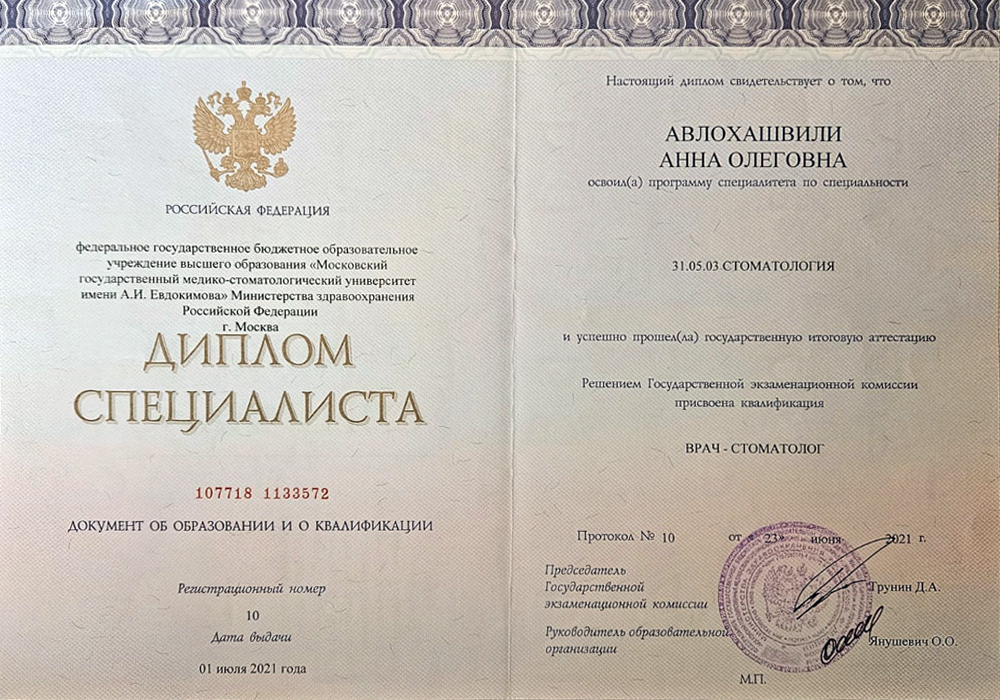 РОССИЙСКАЯ ФЕДЕРАЦИЯ
федеральное государственное бюджетное образовательное
учреждение высшего образования «Московский
государственный медико-стоматологический университет
имени А.И. Евдокимова» Министерства здравоохранения
Российской Федерации
г. Москва
ДИПЛОМ
СПЕЦИАЛИСТА
107718 1133572
ДОКУМЕНТ ОБ ОБРАЗОВАНИИ И О КВАЛИФИКАЦИИ
Регистрационный номер
10
Дата выдачи
01 июля 2021 года
Настоящий диплом свидетельствует о том, что
АВЛОХАШВИЛИ
АННА ОЛЕГОВНА
освоил(а) программу специалитета по специальности
31.05.03 СТОМАТОЛОГИЯ
и успешно прошел(ла) государственную итоговую аттестацию
Решением Государственной экзаменационной комиссии
присвоена квалификация
ВРАЧ - СТОМАТОЛОГ
Протокол № 10 от 23» июня 2021 г.
Председатель
Государственной
экзаменационной комиссии
Трунин Д.А.
Руководитель образовательной
организации
Янушевич О.О.
М.П.